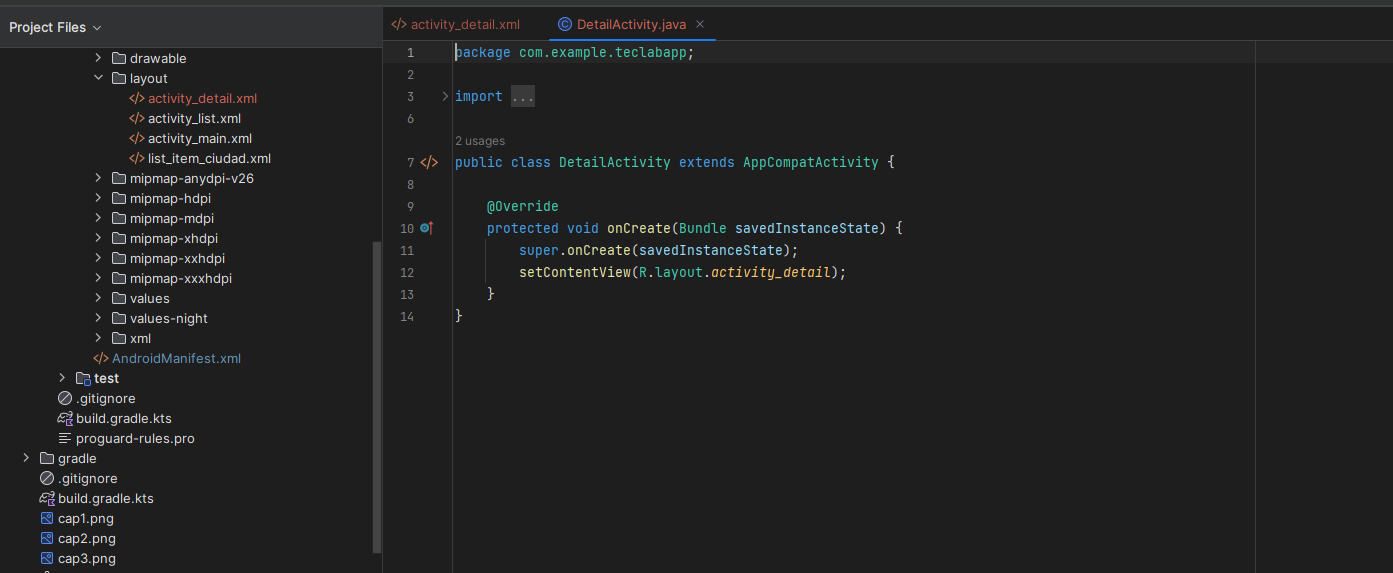 Project Files
drawable
layout
activity_detail.xml
activity_list.xml
activity_main.xml
list_item_ciudad.xml
mipmap-anydpi-v26
mipmap-hdpi
mipmap-mdpi
mipmap-xhdpi
mipmap-xxhdpi
mipmap-xxxhdpi
values
values-night
xml
AndroidManifest.xml
test
.gitignore
build.gradle.kts
proguard-rules.pro
gradle
.gitignore
build.gradle.kts
cap1.png
cap2.png
cap3.png
activity_detail.xml
DetailActivity.java
1 package com.example.teclabapp;
2
3 import ...
6
2 usages
7 public class DetailActivity extends AppCompatActivity {
8
9 @Override
10 protected void onCreate(Bundle savedInstanceState) {
11 super.onCreate(savedInstanceState);
12 setContentView(R.layout.activity_detail);
13 }
14 }